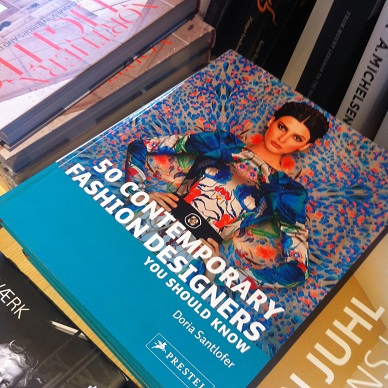 50 CONTEMPORARY
FASHION DESIGNERS
YOU SHOULD KNOW
Doria Santlofer
PRESTEL
A. MICHELSEN
JUHL
ÆRK